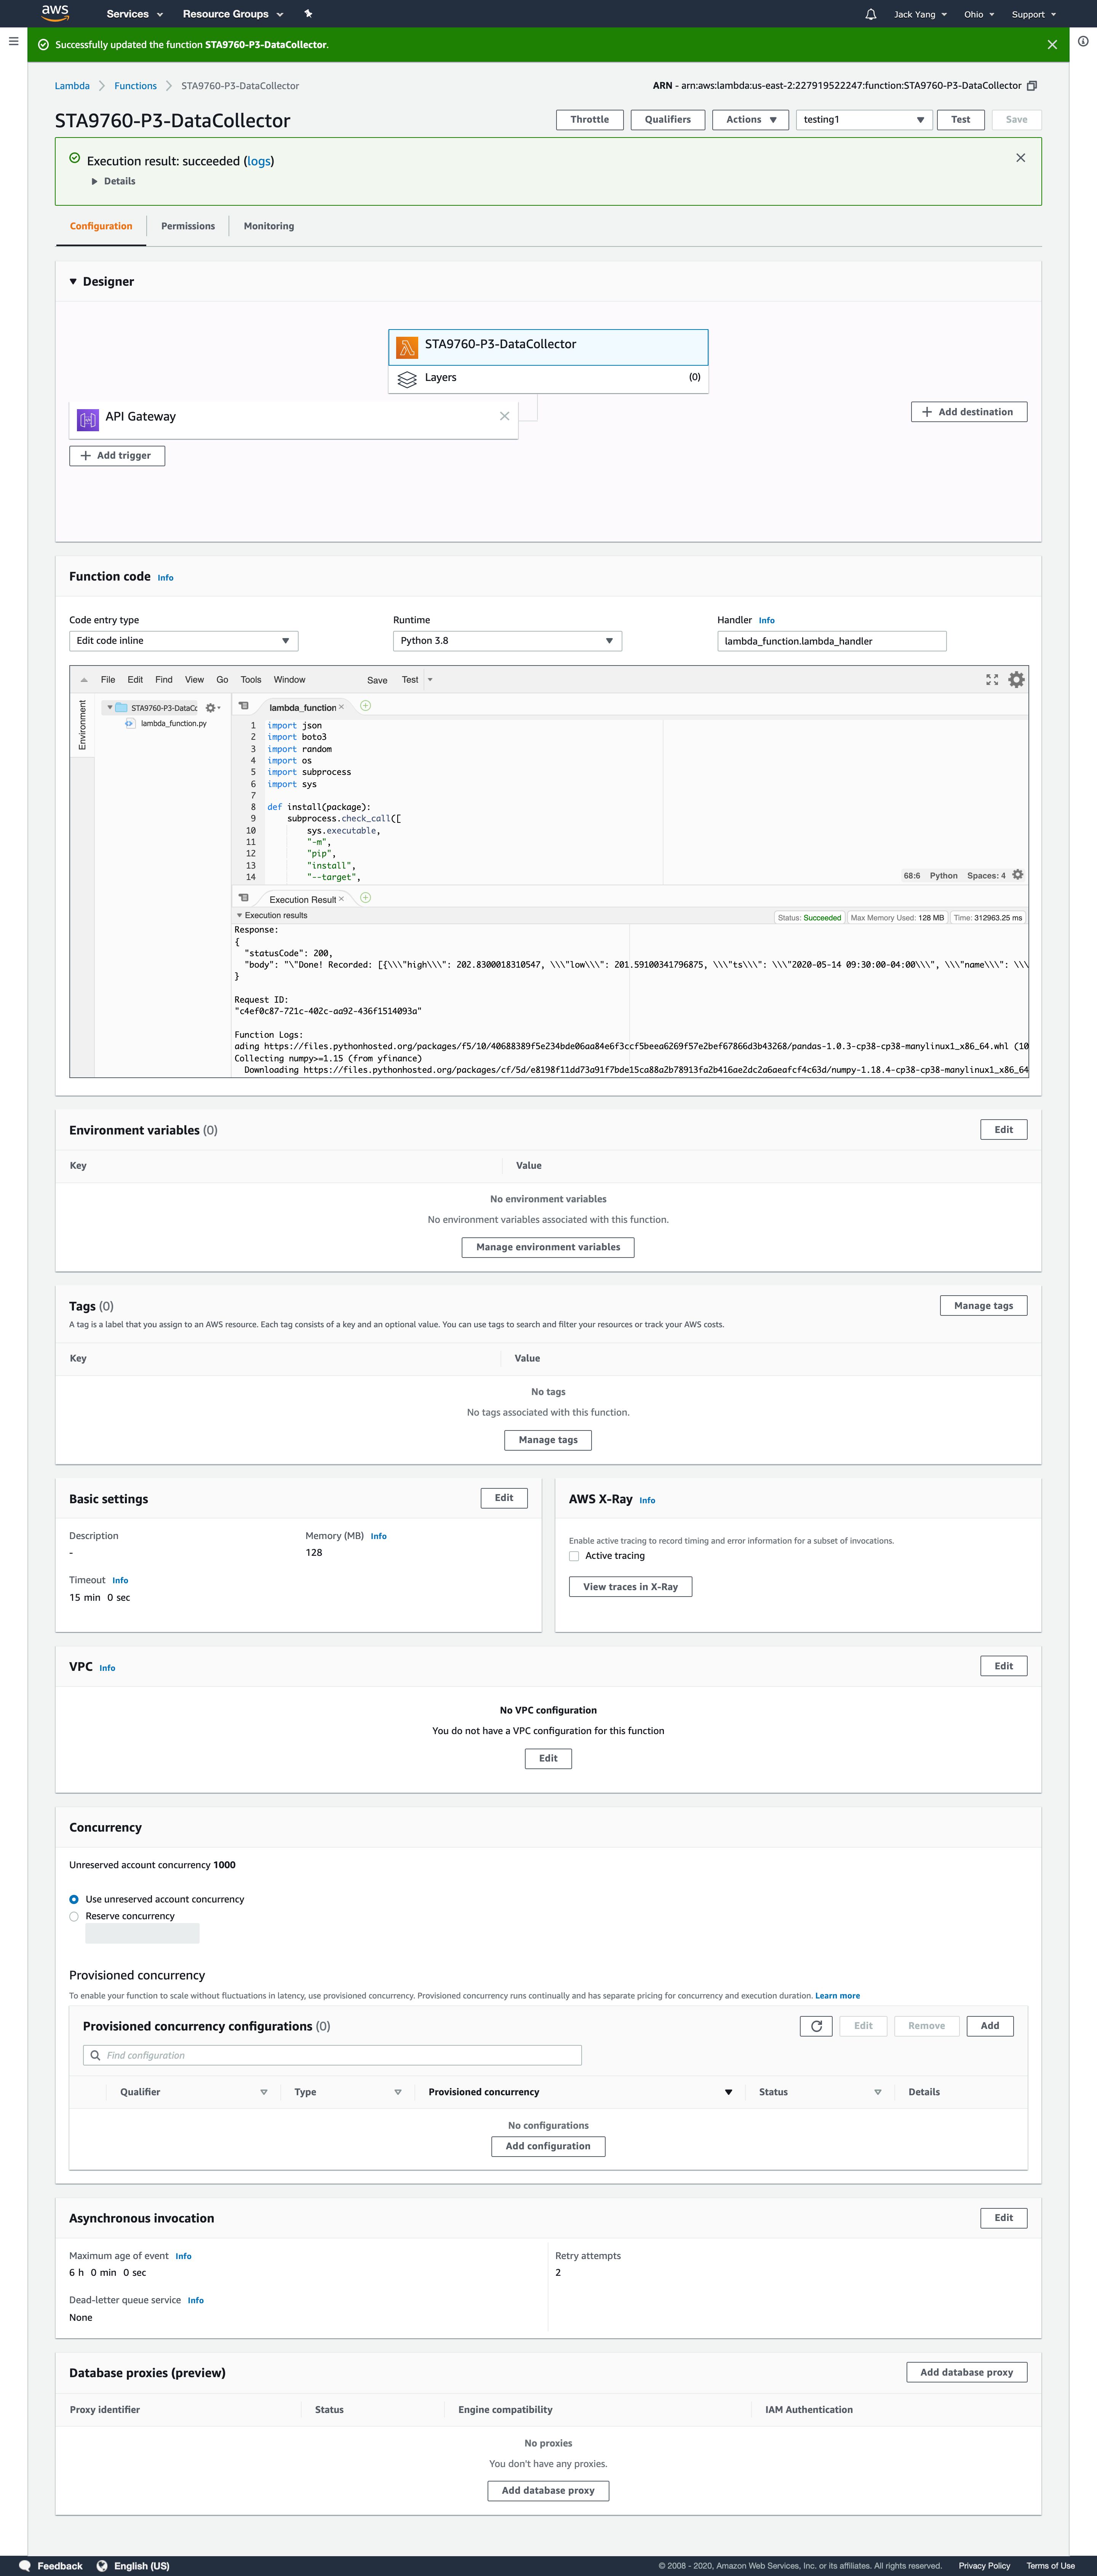 aws Services Resource Groups Jack Yang Ohio Support
Successfully updated the function STA9760-P3-DataCollector.
Lambda Functions STA9760-P3-DataCollector ARN - arn:aws:lambda:us-east-2:227919522247:function:STA9760-P3-DataCollector
STA9760-P3-DataCollector Throttle Qualifiers Actions testing1 Test Save
Execution result: succeeded (logs)
Details
Configuration Permissions Monitoring
Designer
STA9760-P3-DataCollector
Layers (0)
API Gateway
+ Add destination
+ Add trigger
Function code Info
Code entry type Runtime Handler Info
Edit code inline Python 3.8 lambda_function.lambda_handler
File Edit Find View Go Tools Window Save Test
Environment
STA9760-P3-DataCc
lambda_function.py
lambda_function
1 import json
2 import boto3
3 import random
4 import os
5 import subprocess
6 import sys
7
8 def install(package):
9 subprocess.check_call([
10 sys.executable,
11 "-m",
12 "pip",
13 "install",
14 "--target",
68:6 Python Spaces: 4
Execution Result
Execution results Status: Succeeded Max Memory Used: 128 MB Time: 312963.25 ms
Response:
{
"statusCode": 200,
"body": "\"Done! Recorded: [{\\\"high\\\": 202.8300018310547, \\\"low\\\": 201.59100341796875, \\\"ts\\\": \\\"2020-05-14 09:30:00-04:00\\\", \\\"name\\\": \\\
}
Request ID:
"c4ef0c87-721c-402c-aa92-436f1514093a"
Function Logs:
ading https://files.pythonhosted.org/packages/f5/10/40688389f5e234bde06aa84e6f3ccf5beea6269f57e2bef67866d3b43268/pandas-1.0.3-cp38-cp38-manylinux1_x86_64.whl (10
Collecting numpy>=1.15 (from yfinance)
Downloading https://files.pythonhosted.org/packages/cf/5d/e8198f11dd73a91f7bde15ca88a2b78913fa2b416ae2dc2a6aeafcf4c63d/numpy-1.18.4-cp38-cp38-manylinux1_x86_64
Environment variables (0) Edit
Key Value
No environment variables
No environment variables associated with this function.
Manage environment variables
Tags (0) Manage tags
A tag is a label that you assign to an AWS resource. Each tag consists of a key and an optional value. You can use tags to search and filter your resources or track your AWS costs.
Key Value
No tags
No tags associated with this function.
Manage tags
Basic settings Edit
Description Memory (MB) Info
- 128
Timeout Info
15 min 0 sec
AWS X-Ray Info
Enable active tracing to record timing and error information for a subset of invocations.
Active tracing
View traces in X-Ray
VPC Info Edit
No VPC configuration
You do not have a VPC configuration for this function
Edit
Concurrency
Unreserved account concurrency 1000
Use unreserved account concurrency
Reserve concurrency
Provisioned concurrency
To enable your function to scale without fluctuations in latency, use provisioned concurrency. Provisioned concurrency runs continually and has separate pricing for concurrency and execution duration. Learn more
Provisioned concurrency configurations (0) Edit Remove Add
Find configuration
Qualifier Type Provisioned concurrency Status Details
No configurations
Add configuration
Asynchronous invocation Edit
Maximum age of event Info Retry attempts
6 h 0 min 0 sec 2
Dead-letter queue service Info
None
Database proxies (preview) Add database proxy
Proxy identifier Status Engine compatibility IAM Authentication
No proxies
You don't have any proxies.
Add database proxy
Feedback English (US) © 2008 - 2020, Amazon Web Services, Inc. or its affiliates. All rights reserved. Privacy Policy Terms of Use